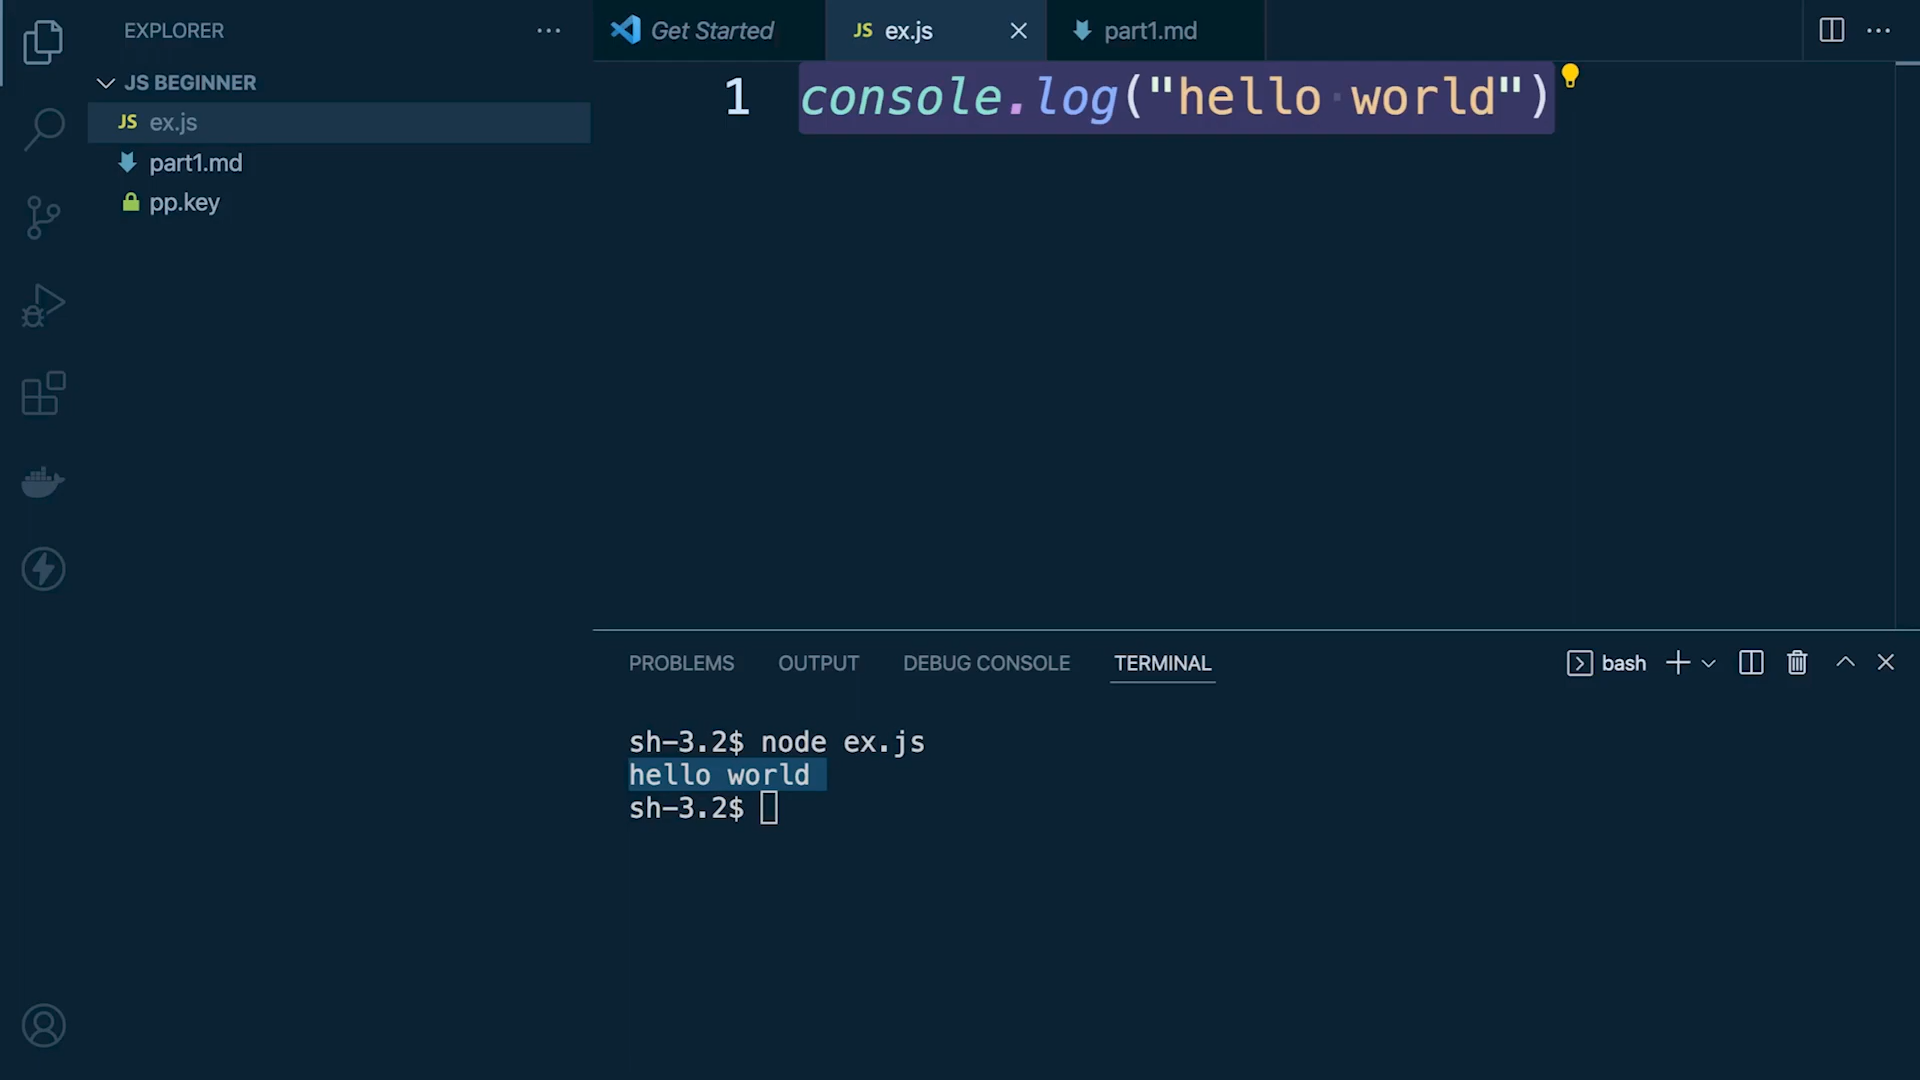 EXPLORER
JS BEGINNER
JS ex.js
part1.md
pp.key
Get Started
JS ex.js
part1.md
1 console.log("hello world")
PROBLEMS OUTPUT DEBUG CONSOLE TERMINAL
bash
sh-3.2$ node ex.js
hello world
sh-3.2$